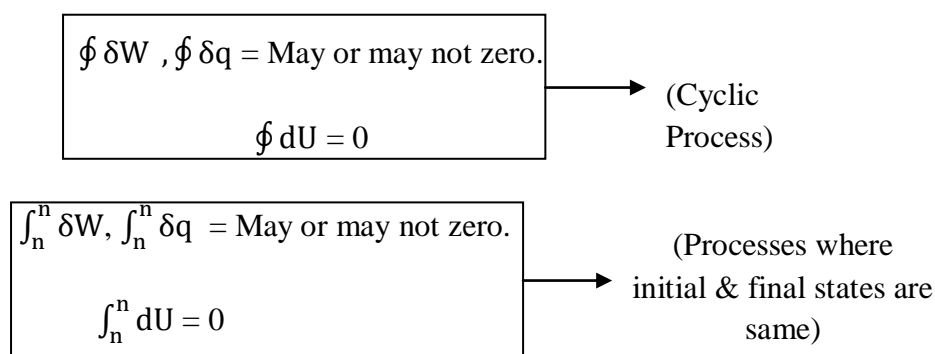 ∮ δW , ∮ δq = May or may not zero.
∮ dU = 0
(Cyclic
Process)
∫ₙⁿ δW, ∫ₙⁿ δq = May or may not zero.
∫ₙⁿ dU = 0
(Processes where
initial & final states are
same)